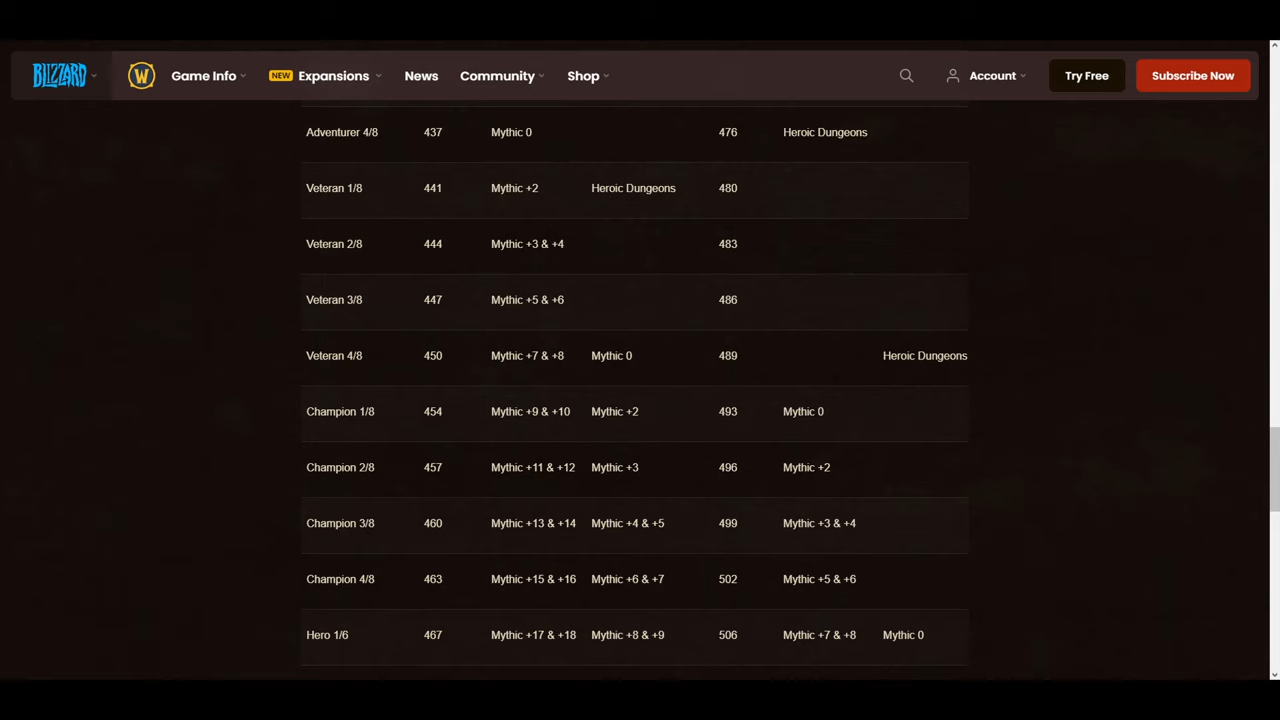 BLIZZARD W Game Info NEW Expansions News Community Shop Account Try Free Subscribe Now
Adventurer 4/8 437 Mythic 0 476 Heroic Dungeons
Veteran 1/8 441 Mythic +2 Heroic Dungeons 480
Veteran 2/8 444 Mythic +3 & +4 483
Veteran 3/8 447 Mythic +5 & +6 486
Veteran 4/8 450 Mythic +7 & +8 Mythic 0 489 Heroic Dungeons
Champion 1/8 454 Mythic +9 & +10 Mythic +2 493 Mythic 0
Champion 2/8 457 Mythic +11 & +12 Mythic +3 496 Mythic +2
Champion 3/8 460 Mythic +13 & +14 Mythic +4 & +5 499 Mythic +3 & +4
Champion 4/8 463 Mythic +15 & +16 Mythic +6 & +7 502 Mythic +5 & +6
Hero 1/6 467 Mythic +17 & +18 Mythic +8 & +9 506 Mythic +7 & +8 Mythic 0